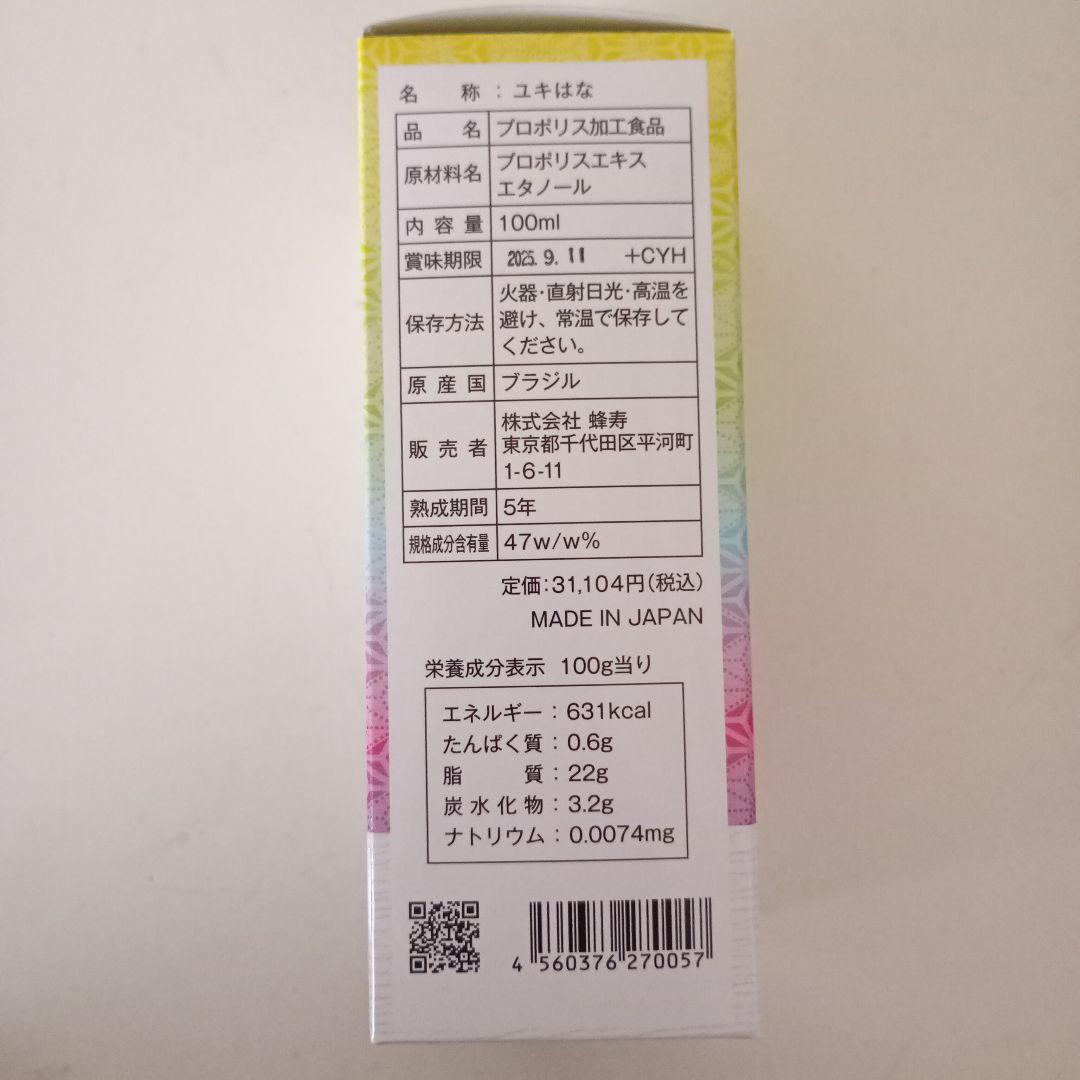 名 称 : ユキはな
品 名 プロポリス加工食品
原材料名 プロポリスエキス
エタノール
内容量 100ml
賞味期限 2025.9.11 +CYH
保存方法 火器・直射日光・高温を
避け、常温で保存して
ください。
原産国 ブラジル
販売者 株式会社 蜂寿
東京都千代田区平河町
1-6-11
熟成期間 5年
規格成分含有量 47w/w%
定価:31,104円(税込)
MADE IN JAPAN
栄養成分表示 100g当り
エネルギー : 631kcal
たんぱく質 : 0.6g
脂 質 : 22g
炭水化物 : 3.2g
ナトリウム : 0.0074mg
4 560376 270057